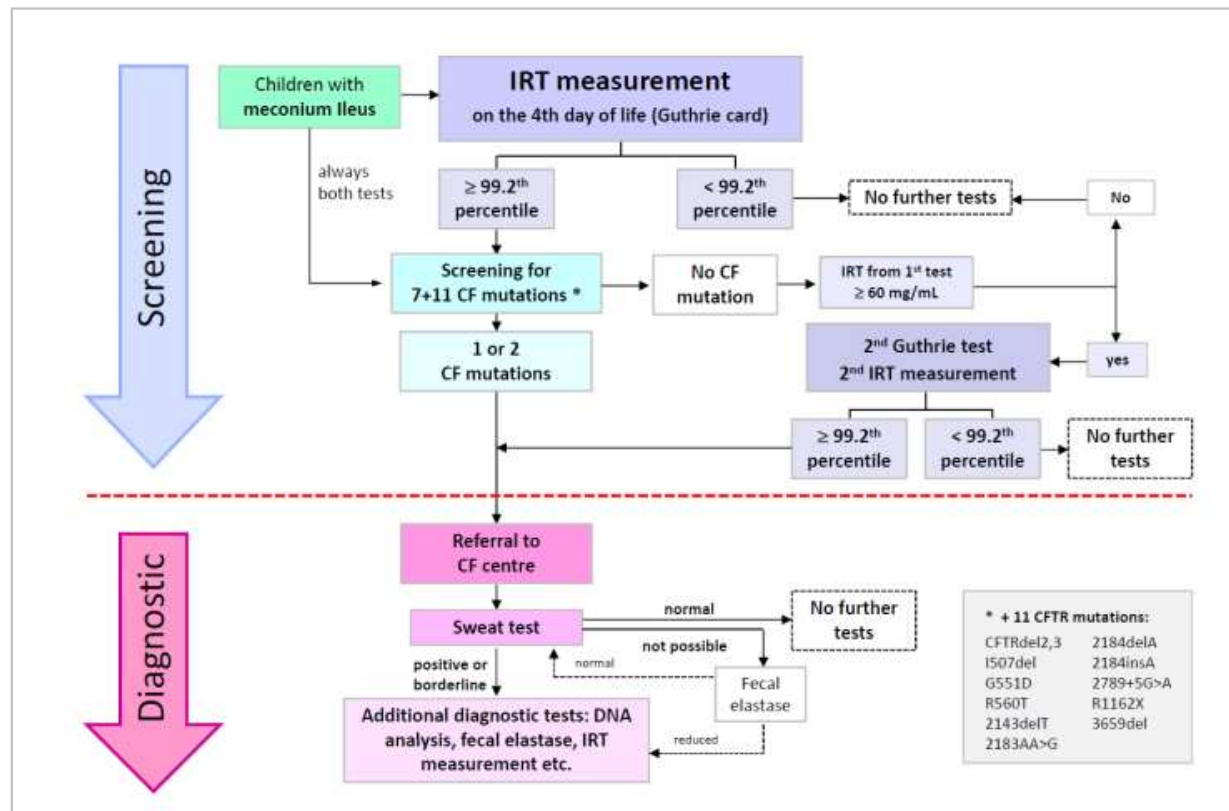 Screening
Children with
meconium Ileus
IRT measurement
on the 4th day of life (Guthrie card)
always
both tests
≥ 99.2th
percentile
< 99.2th
percentile
No further tests
No
Screening for
7+11 CF mutations *
No CF
mutation
IRT from 1st test
≥ 60 mg/mL
1 or 2
CF mutations
2nd Guthrie test
2nd IRT measurement
yes
≥ 99.2th
percentile
< 99.2th
percentile
No further
tests
Diagnostic
Referral to
CF centre
Sweat test
normal
No further
tests
not possible
normal
positive or
borderline
Fecal
elastase
Additional diagnostic tests: DNA
analysis, fecal elastase, IRT
measurement etc.
reduced
* + 11 CFTR mutations:
CFTRdel2,3 2184delA
I507del 2184insA
G551D 2789+5G>A
R560T R1162X
2143delT 3659del
2183AA>G